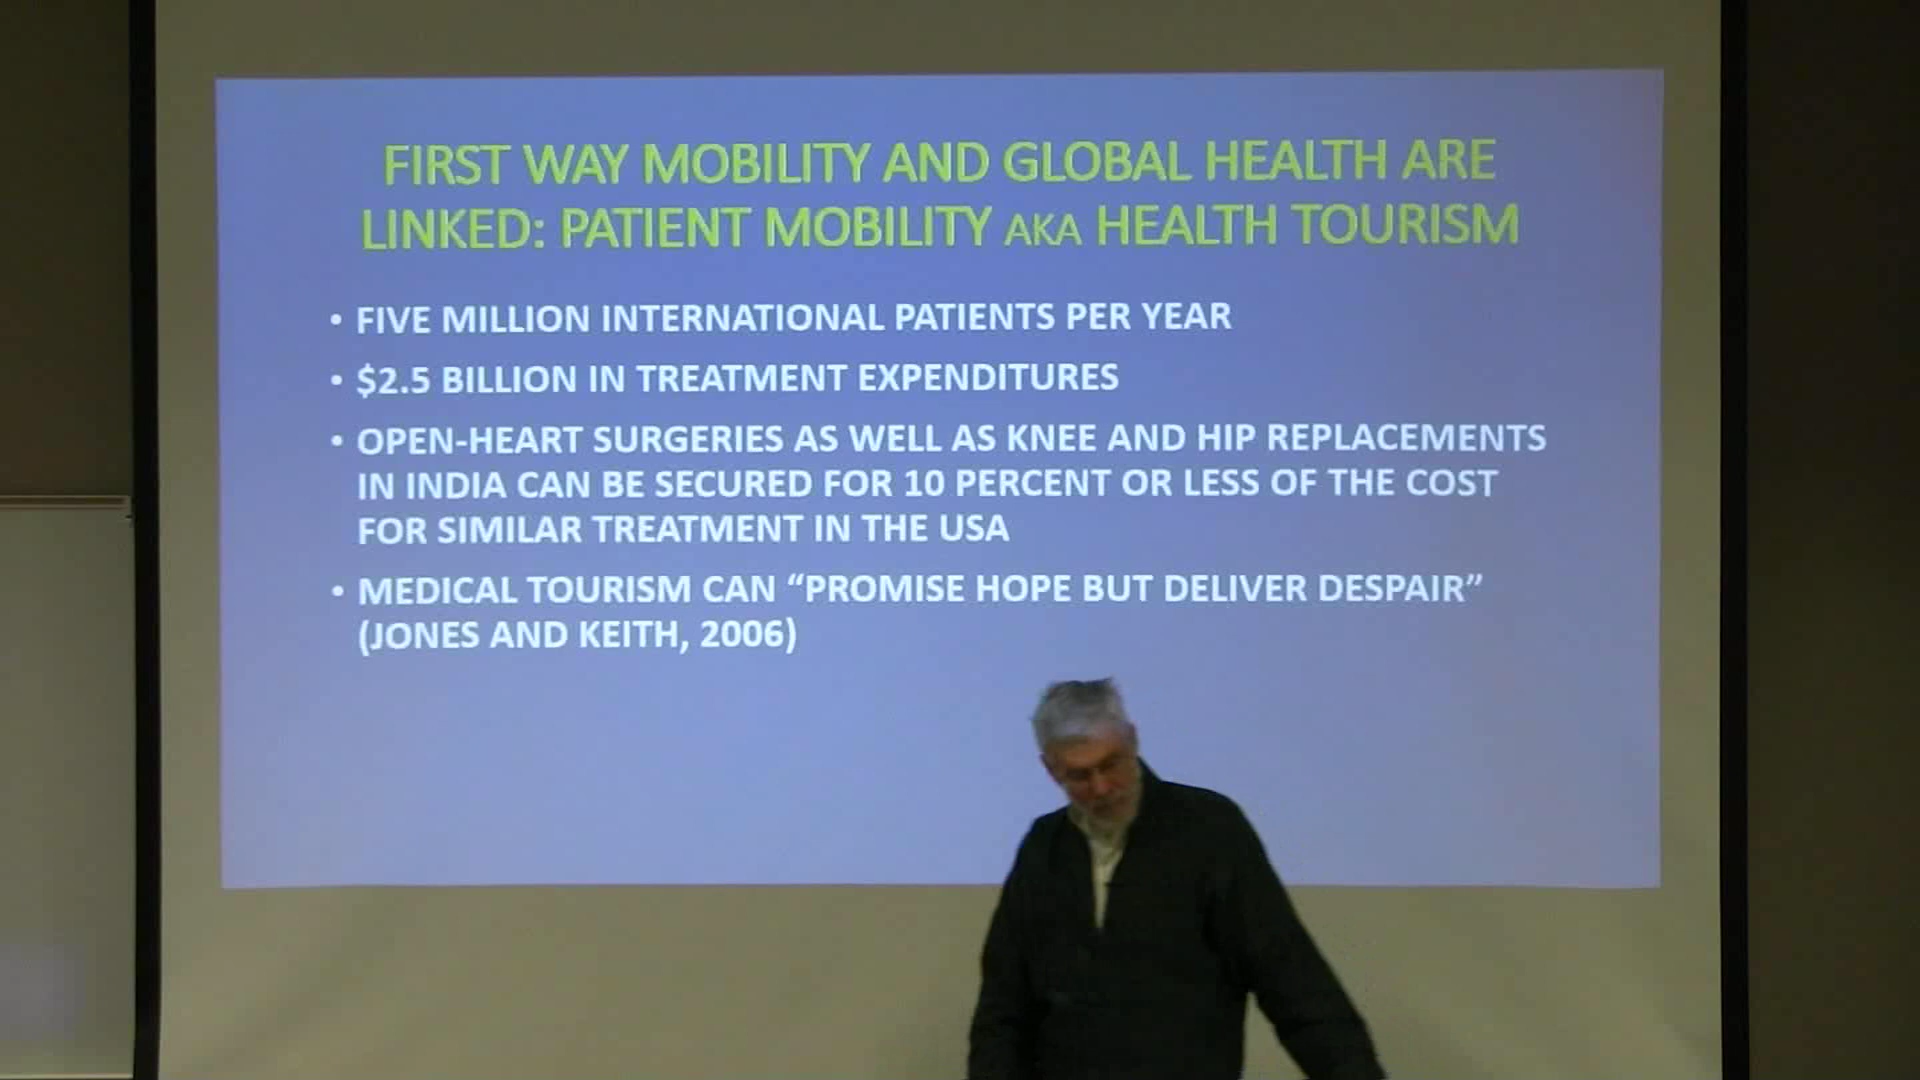 FIRST WAY MOBILITY AND GLOBAL HEALTH ARE
LINKED: PATIENT MOBILITY AKA HEALTH TOURISM
• FIVE MILLION INTERNATIONAL PATIENTS PER YEAR
• $2.5 BILLION IN TREATMENT EXPENDITURES
• OPEN-HEART SURGERIES AS WELL AS KNEE AND HIP REPLACEMENTS
IN INDIA CAN BE SECURED FOR 10 PERCENT OR LESS OF THE COST
FOR SIMILAR TREATMENT IN THE USA
• MEDICAL TOURISM CAN “PROMISE HOPE BUT DELIVER DESPAIR”
(JONES AND KEITH, 2006)